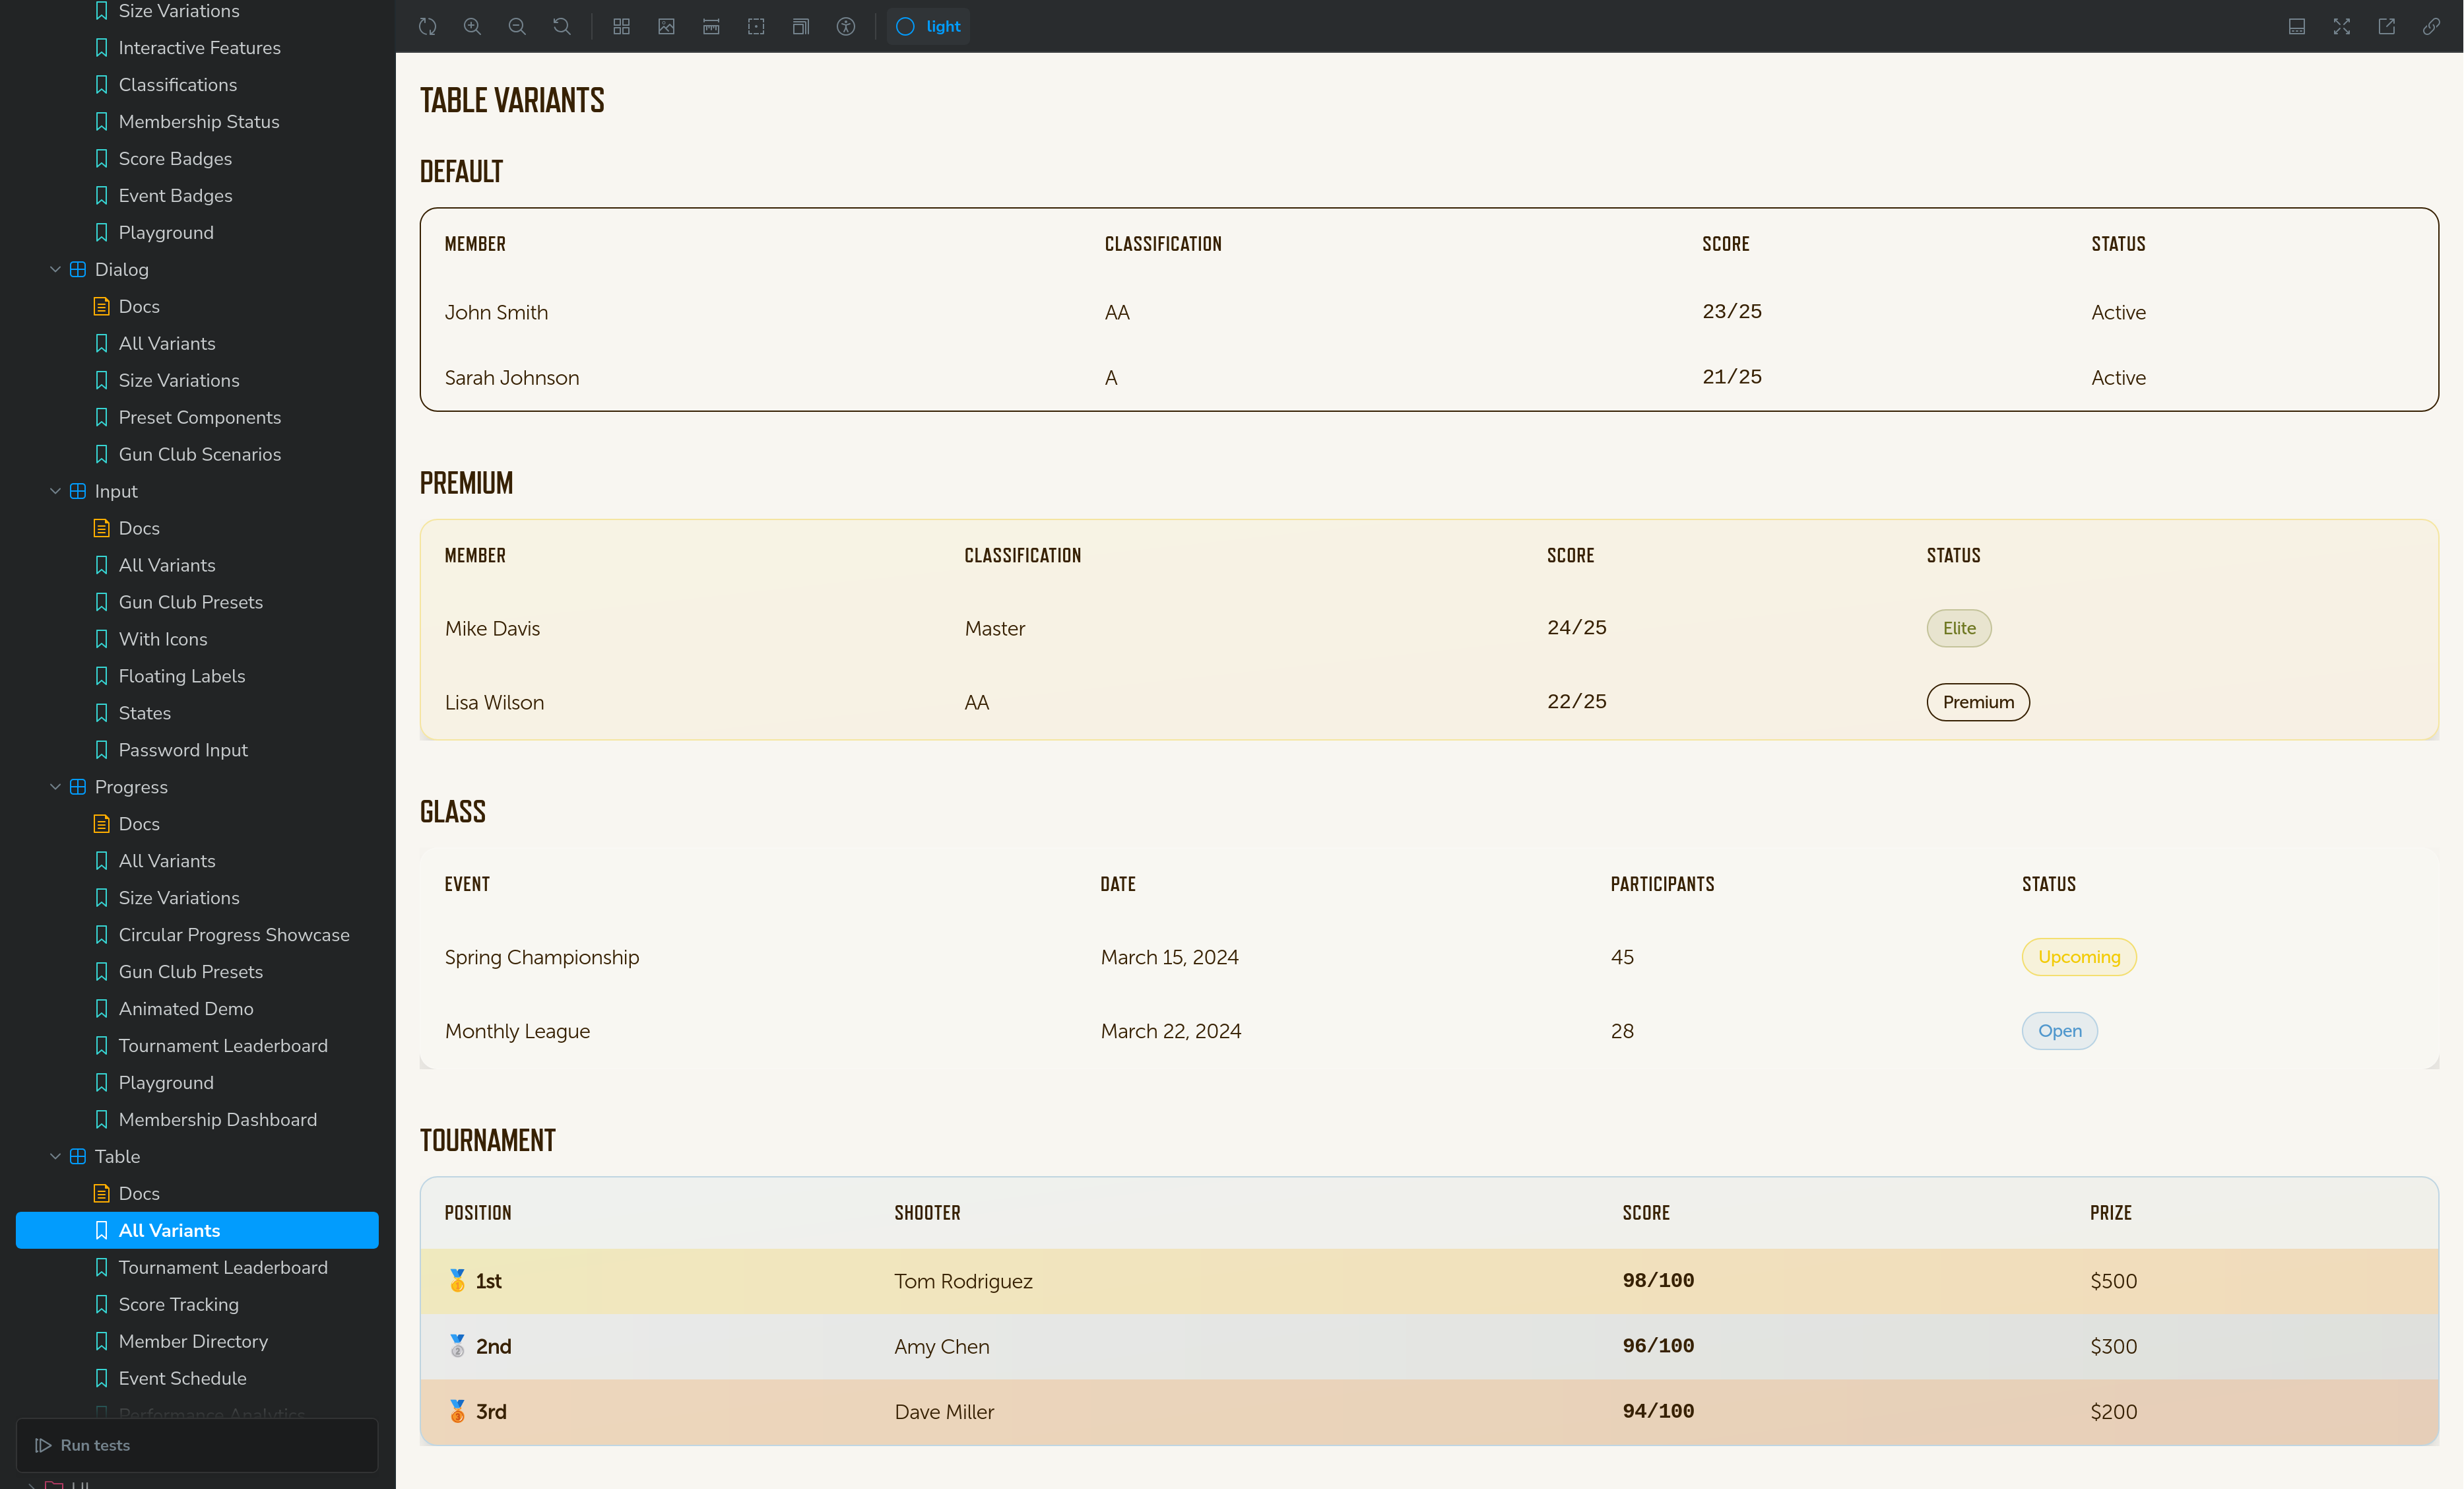 Size Variations
Interactive Features
Classifications
Membership Status
Score Badges
Event Badges
Playground
Dialog
Docs
All Variants
Size Variations
Preset Components
Gun Club Scenarios
Input
Docs
All Variants
Gun Club Presets
With Icons
Floating Labels
States
Password Input
Progress
Docs
All Variants
Size Variations
Circular Progress Showcase
Gun Club Presets
Animated Demo
Tournament Leaderboard
Playground
Membership Dashboard
Table
Docs
All Variants
Tournament Leaderboard
Score Tracking
Member Directory
Event Schedule
Performance Analytics
Run tests
UI
light
TABLE VARIANTS
DEFAULT
MEMBER CLASSIFICATION SCORE STATUS
John Smith AA 23/25 Active
Sarah Johnson A 21/25 Active
PREMIUM
MEMBER CLASSIFICATION SCORE STATUS
Mike Davis Master 24/25 Elite
Lisa Wilson AA 22/25 Premium
GLASS
EVENT DATE PARTICIPANTS STATUS
Spring Championship March 15, 2024 45 Upcoming
Monthly League March 22, 2024 28 Open
TOURNAMENT
POSITION SHOOTER SCORE PRIZE
🥇 1st Tom Rodriguez 98/100 $500
🥈 2nd Amy Chen 96/100 $300
🥉 3rd Dave Miller 94/100 $200